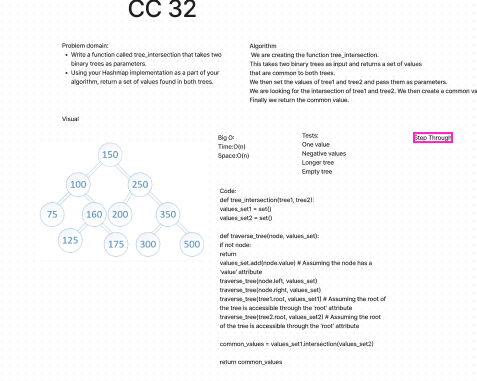 CC 32
Problem domain:
• Write a function called tree_intersection that takes two
binary trees as parameters.
• Using your Hashmap implementation as a part of your
algorithm, return a set of values found in both trees.
Algorithm
We are creating the function tree_intersection.
This takes two binary trees as input and returns a set of values
that are common to both trees.
We then set the values of tree1 and tree2 and pass them as parameters.
We are looking for the intersection of tree1 and tree2. We then create a common va
Finally we return the common value.
Visual
150
100 250
75 160 200 350
125 175 300 500
Big O:
Time:O(n)
Space:O(n)
Tests:
One value
Negative values
Longer tree
Empty tree
Step Through
Code:
def tree_intersection(tree1, tree2):
values_set1 = set()
values_set2 = set()
def traverse_tree(node, values_set):
if not node:
return
values_set.add(node.value) # Assuming the node has a
'value' attribute
traverse_tree(node.left, values_set)
traverse_tree(node.right, values_set)
traverse_tree(tree1.root, values_set1) # Assuming the root of
the tree is accessible through the 'root' attribute
traverse_tree(tree2.root, values_set2) # Assuming the root
of the tree is accessible through the 'root' attribute
common_values = values_set1.intersection(values_set2)
return common_values